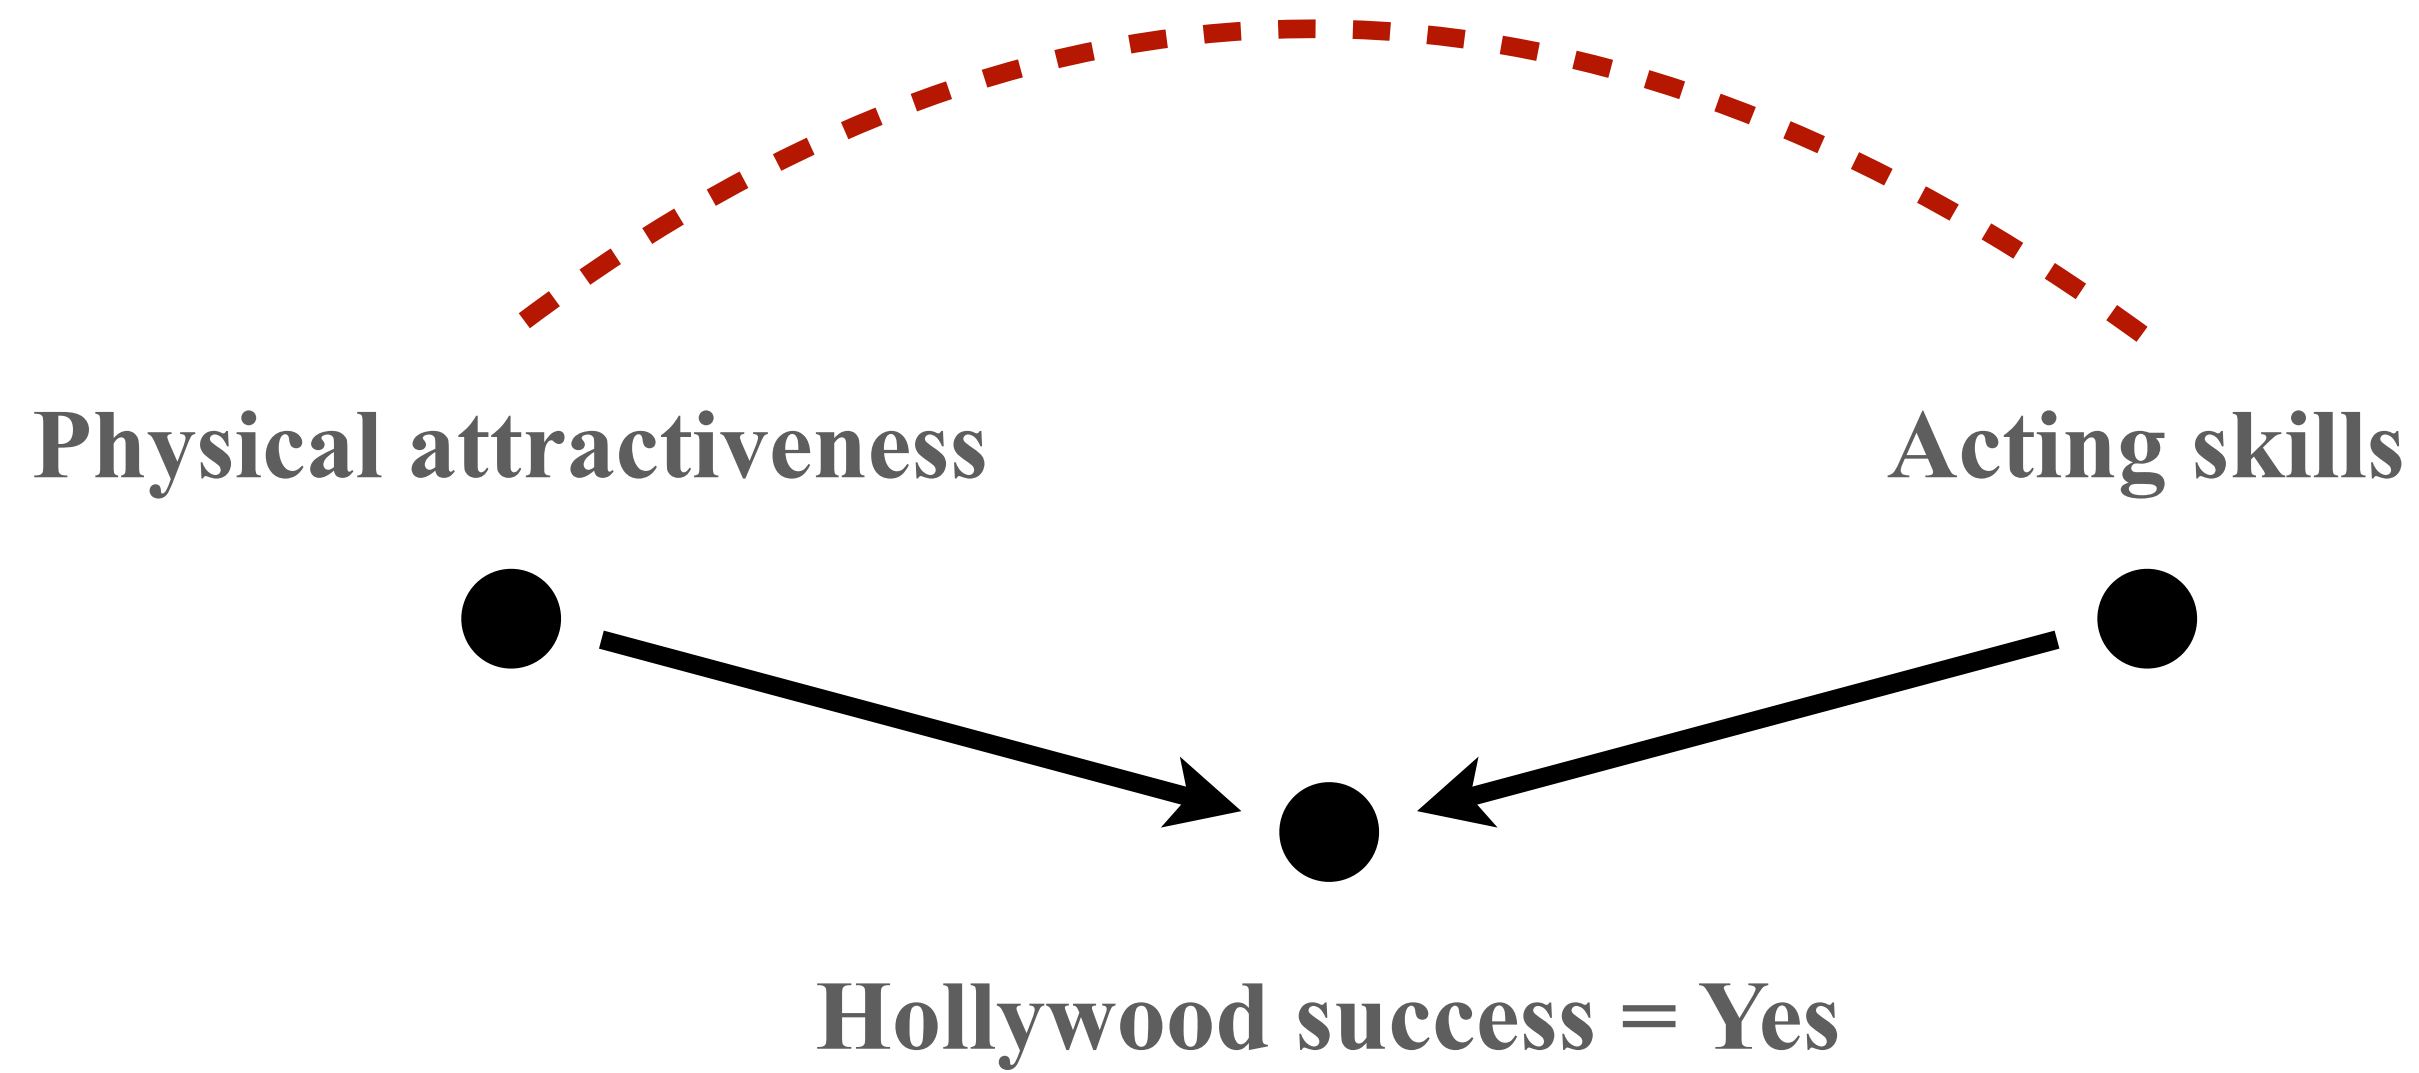 Physical attractiveness
Acting skills
Hollywood success = Yes